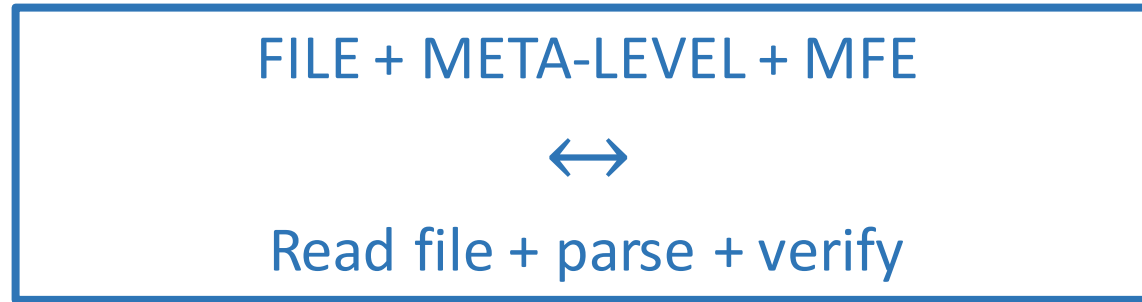 FILE + META-LEVEL + MFE
↔
Read file + parse + verify